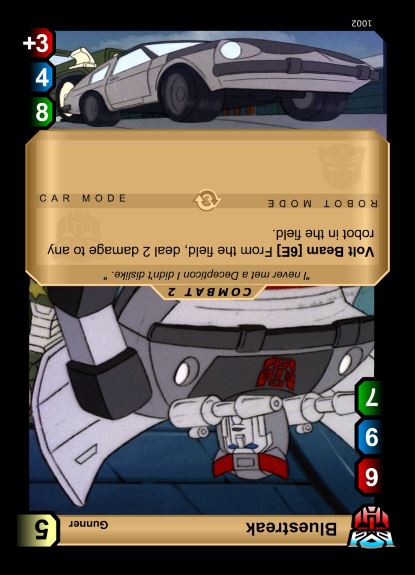 +3
4
8
CAR MODE
Bluestreak
Gunner
5
9
6
7
COMBAT 2
"I never met a Decepticon I didn't dislike. "
Volt Beam [6E] From the field, deal 2 damage to any
robot in the field.
ROBOT MODE
1002